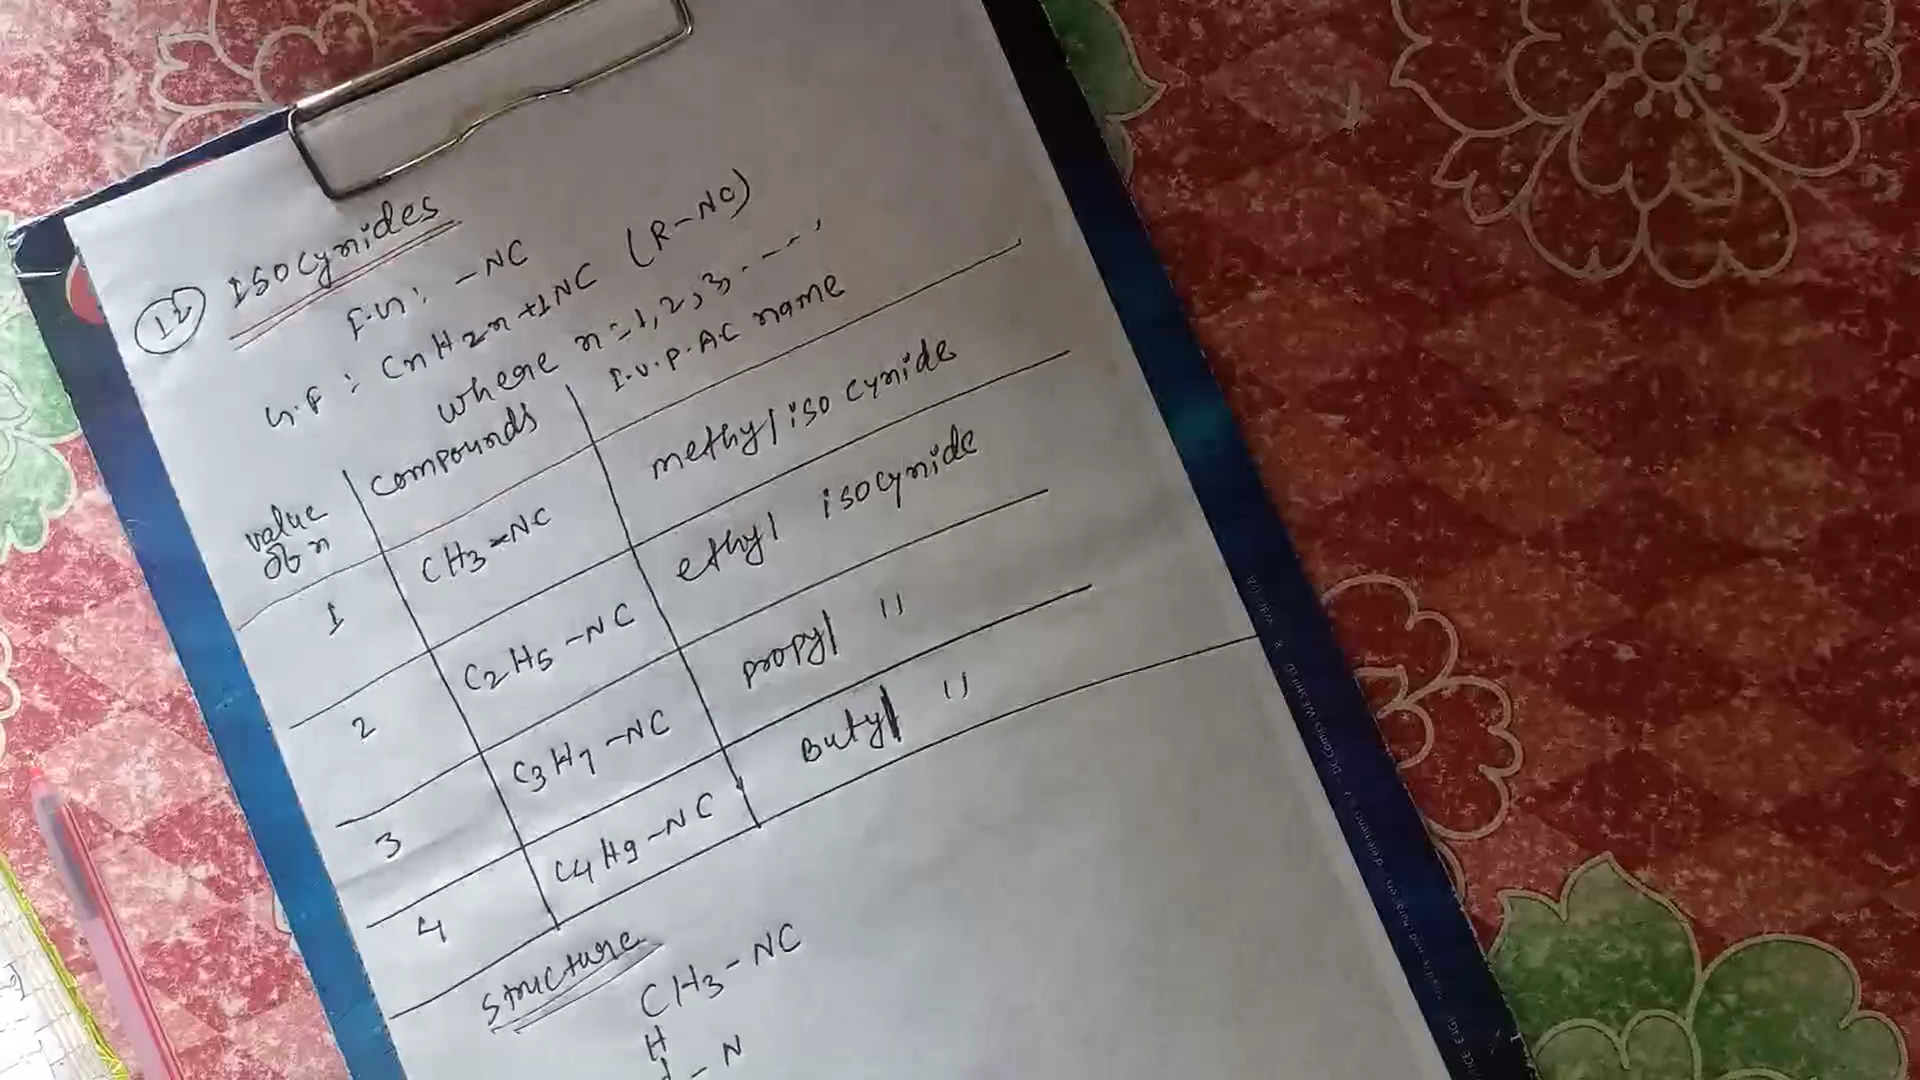 12 Isocynides
F.G: -NC
G.F: CnH2n+1NC (R-NC)
where n=1,2,3,-----,
value of n compounds I.U.P.AC name
1 CH3-NC methyl iso cynide
2 C2H5-NC ethyl isocynide
3 C3H7-NC propyl "
4 C4H9-NC Butyl "
structure
CH3-NC
H
- N